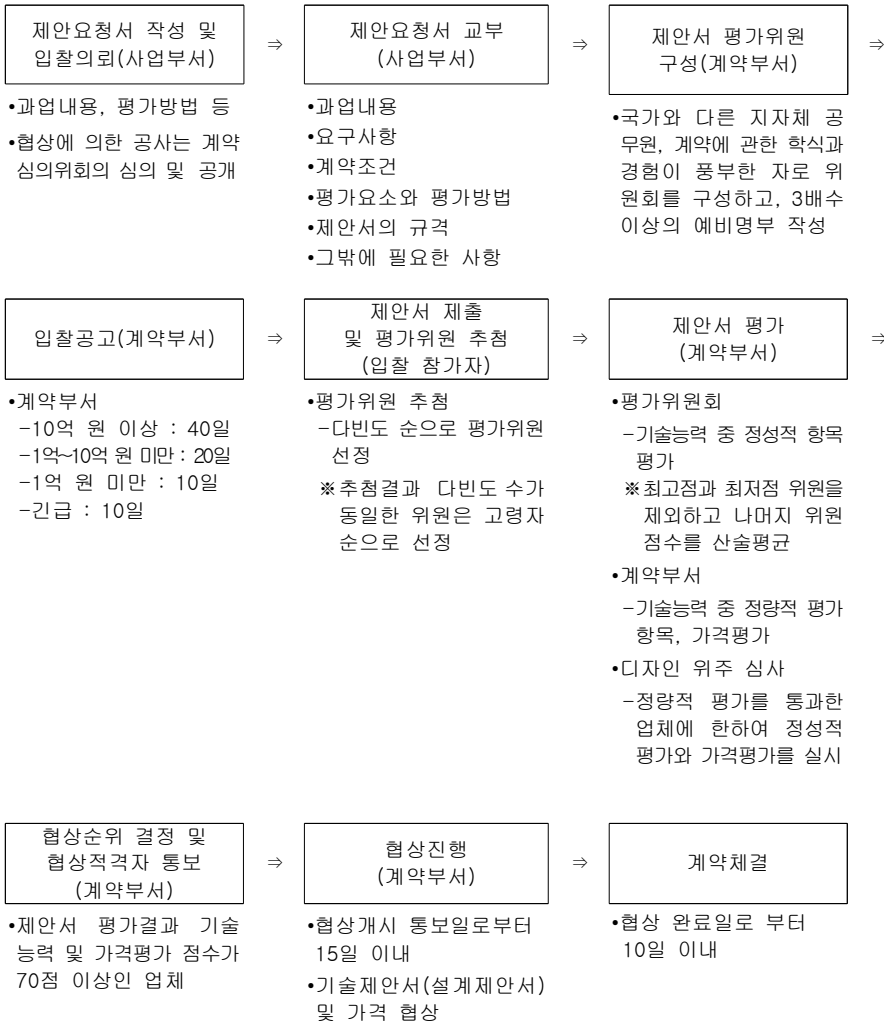 제안요청서 작성 및
입찰의뢰(사업부서)
⇒
제안요청서 교부
(사업부서)
⇒
제안서 평가위원
구성(계약부서)
⇒
•과업내용, 평가방법 등
•협상에 의한 공사는 계약
심의위회의 심의 및 공개
•과업내용
•요구사항
•계약조건
•평가요소와 평가방법
•제안서의 규격
•그밖에 필요한 사항
•국가와 다른 지자체 공
무원, 계약에 관한 학식과
경험이 풍부한 자로 위
원회를 구성하고, 3배수
이상의 예비명부 작성
입찰공고(계약부서)
⇒
제안서 제출
및 평가위원 추첨
(입찰 참가자)
⇒
제안서 평가
(계약부서)
⇒
•계약부서
-10억 원 이상 : 40일
-1억~10억 원 미만 : 20일
-1억 원 미만 : 10일
-긴급 : 10일
•평가위원 추첨
-다빈도 순으로 평가위원
선정
※추첨결과 다빈도 수가
동일한 위원은 고령자
순으로 선정
•평가위원회
-기술능력 중 정성적 항목
평가
※최고점과 최저점 위원을
제외하고 나머지 위원
점수를 산술평균
•계약부서
-기술능력 중 정량적 평가
항목, 가격평가
•디자인 위주 심사
-정량적 평가를 통과한
업체에 한하여 정성적
평가와 가격평가를 실시
협상순위 결정 및
협상적격자 통보
(계약부서)
⇒
협상진행
(계약부서)
⇒
계약체결
•제안서 평가결과 기술
능력 및 가격평가 점수가
70점 이상인 업체
•협상개시 통보일로부터
15일 이내
•기술제안서(설계제안서)
및 가격 협상
•협상 완료일로 부터
10일 이내